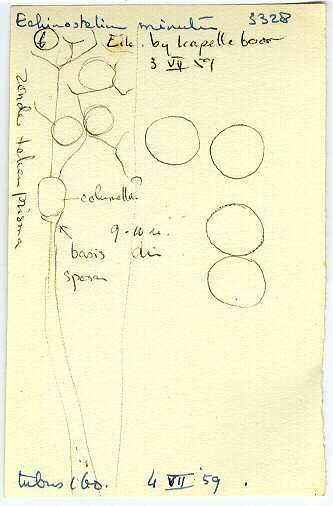 Echinostelium minutum 3328
6 Eik. by kapelle boom
3 VII 59
zonder tekenprisma
columella?
9-10 u.
basis
spore
tubus 160. 4 VII '59.